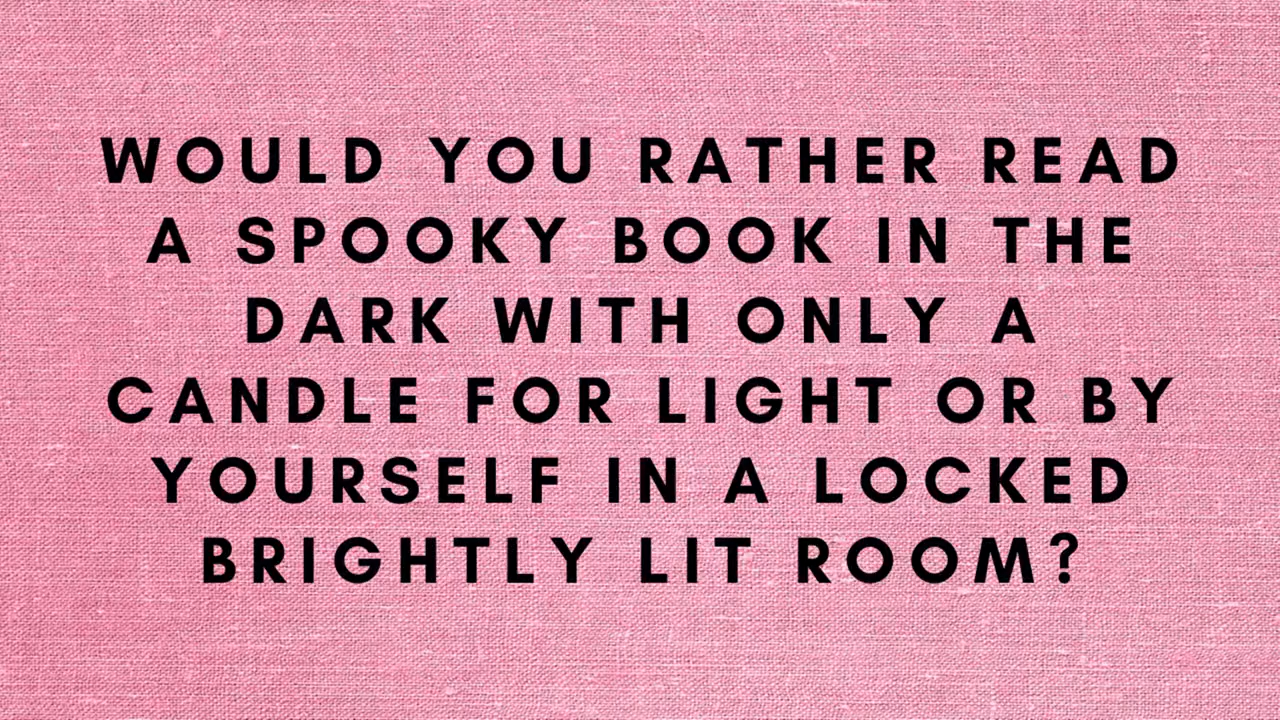 WOULD YOU RATHER READ
A SPOOKY BOOK IN THE
DARK WITH ONLY A
CANDLE FOR LIGHT OR BY
YOURSELF IN A LOCKED
BRIGHTLY LIT ROOM?